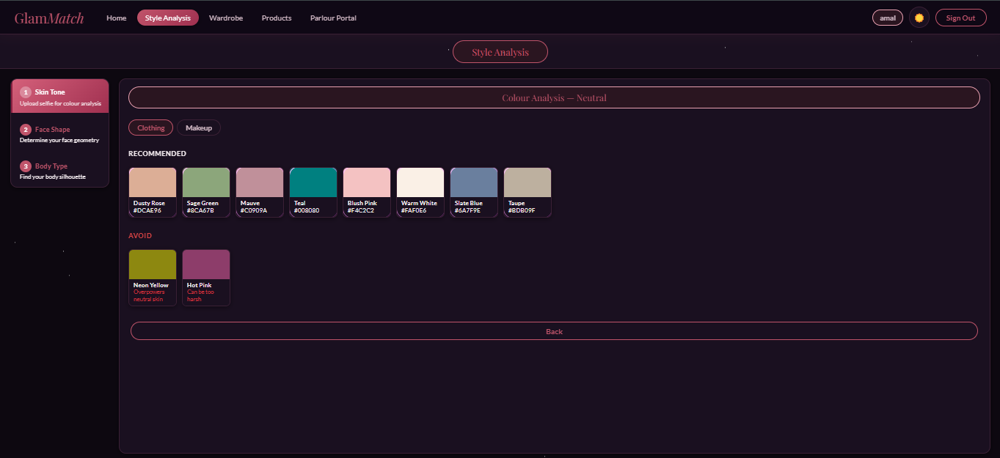 GlamMatch Home Style Analysis Wardrobe Products Parlour Portal amal Sign Out
Style Analysis
1 Skin Tone
Upload selfie for colour analysis
2 Face Shape
Determine your face geometry
3 Body Type
Find your body silhouette
Colour Analysis — Neutral
Clothing Makeup
RECOMMENDED
Dusty Rose
#DCAE96
Sage Green
#8CA67B
Mauve
#C0909A
Teal
#008080
Blush Pink
#F4C2C2
Warm White
#FAF0E6
Slate Blue
#6A7F9E
Taupe
#BDB09F
AVOID
Neon Yellow
Overpowers
neutral skin
Hot Pink
Can be too
harsh
Back